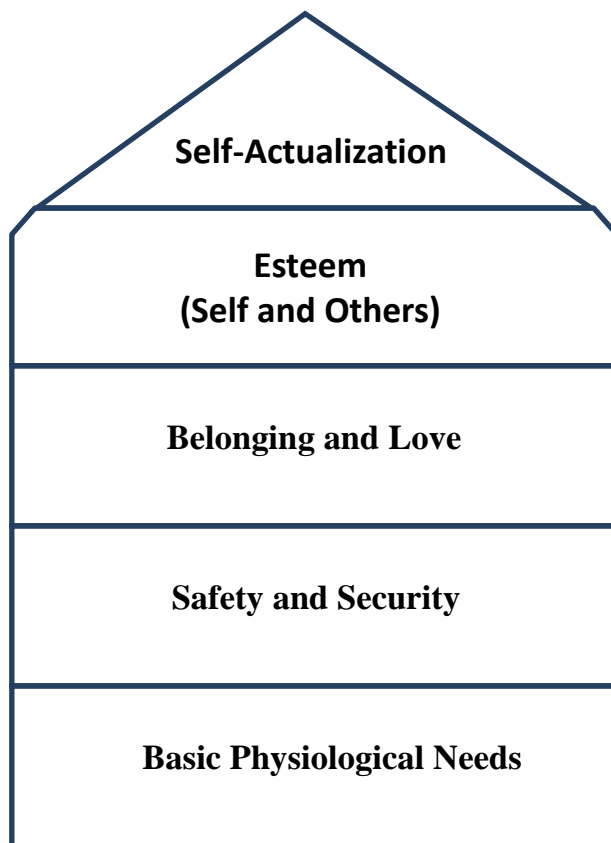 Self-Actualization
Esteem
(Self and Others)
Belonging and Love
Safety and Security
Basic Physiological Needs